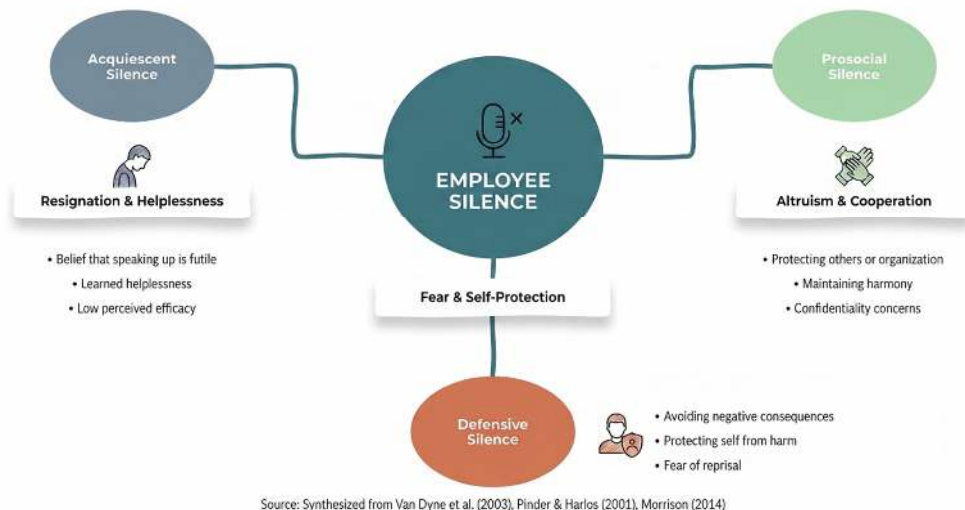 Acquiescent
Silence
Resignation & Helplessness
• Belief that speaking up is futile
• Learned helplessness
• Low perceived efficacy
EMPLOYEE
SILENCE
Fear & Self-Protection
Defensive
Silence
• Avoiding negative consequences
• Protecting self from harm
• Fear of reprisal
Prosocial
Silence
Altruism & Cooperation
• Protecting others or organization
• Maintaining harmony
• Confidentiality concerns
Source: Synthesized from Van Dyne et al. (2003), Pinder & Harlos (2001), Morrison (2014)